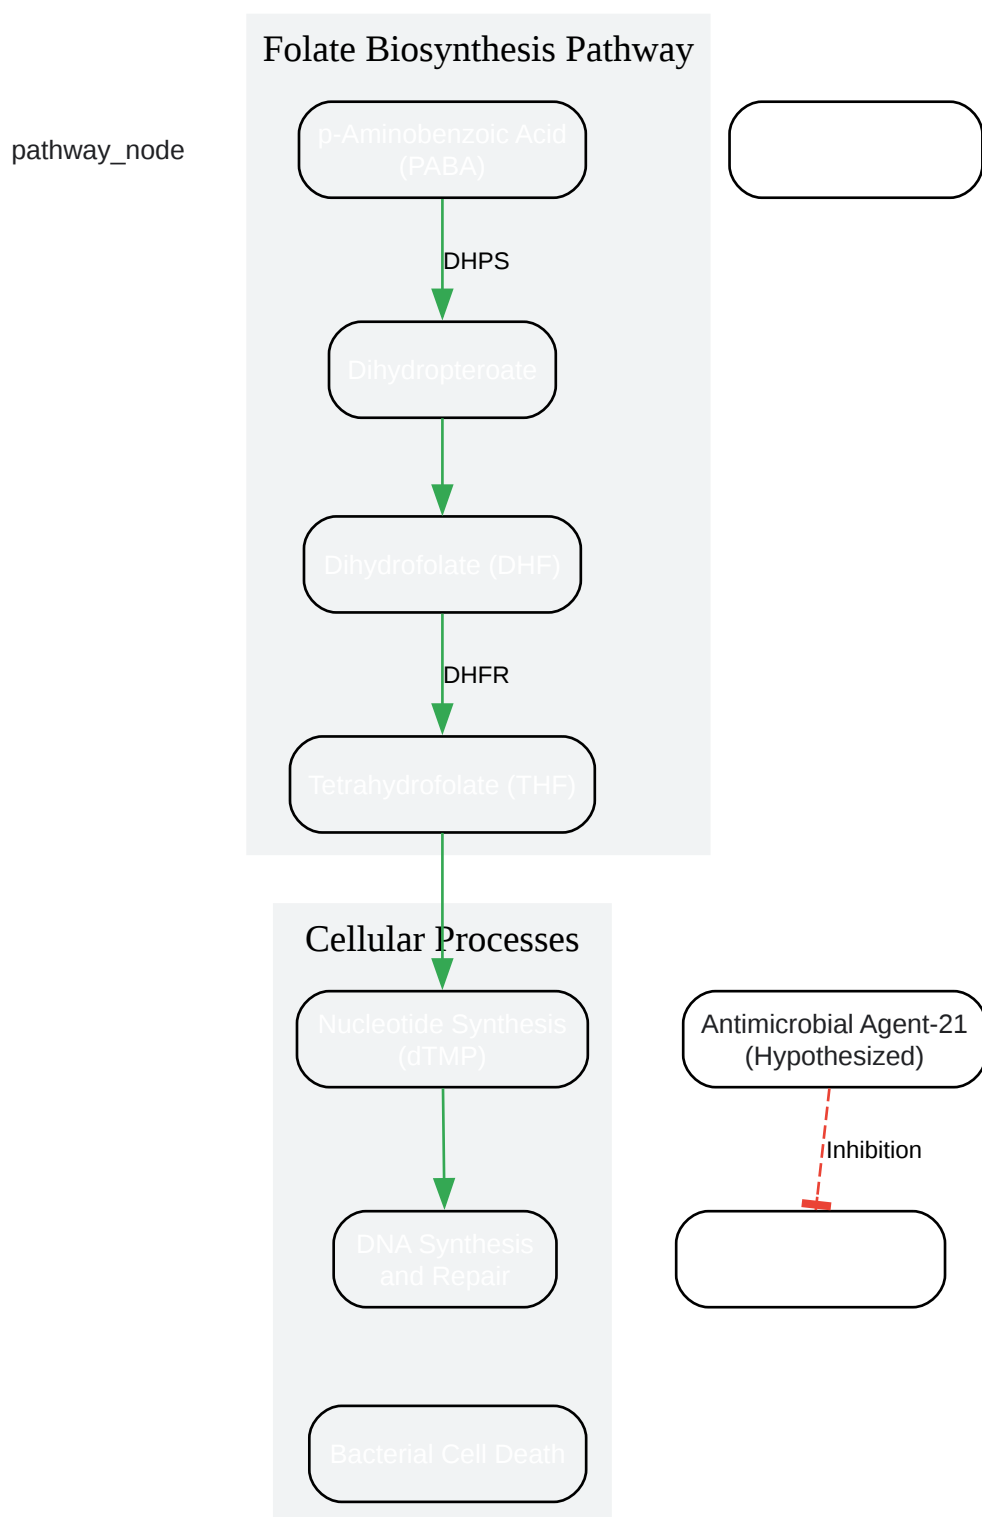 Folate Biosynthesis Pathway
pathway_node
p-Aminobenzoic Acid
(PABA)
DHPS
Dihydropteroate
Dihydrofolate (DHF)
DHFR
Tetrahydrofolate (THF)
Cellular Processes
Nucleotide Synthesis
(dTMP)
Antimicrobial Agent-21
(Hypothesized)
Inhibition
DNA Synthesis
and Repair
Bacterial Cell Death